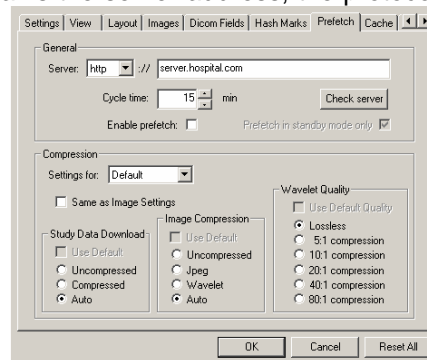 Settings View Layout Images Dicom Fields Hash Marks Prefetch Cache
General
Server: http :// server.hospital.com
Cycle time: 15 min Check server
Enable prefetch: Prefetch in standby mode only
Compression
Settings for: Default
Same as Image Settings
Wavelet Quality
Use Default Quality
Lossless
5:1 compression
10:1 compression
20:1 compression
40:1 compression
80:1 compression
Image Compression
Use Default
Uncompressed
Jpeg
Wavelet
Auto
Study Data Download
Use Default
Uncompressed
Compressed
Auto
OK Cancel Reset All